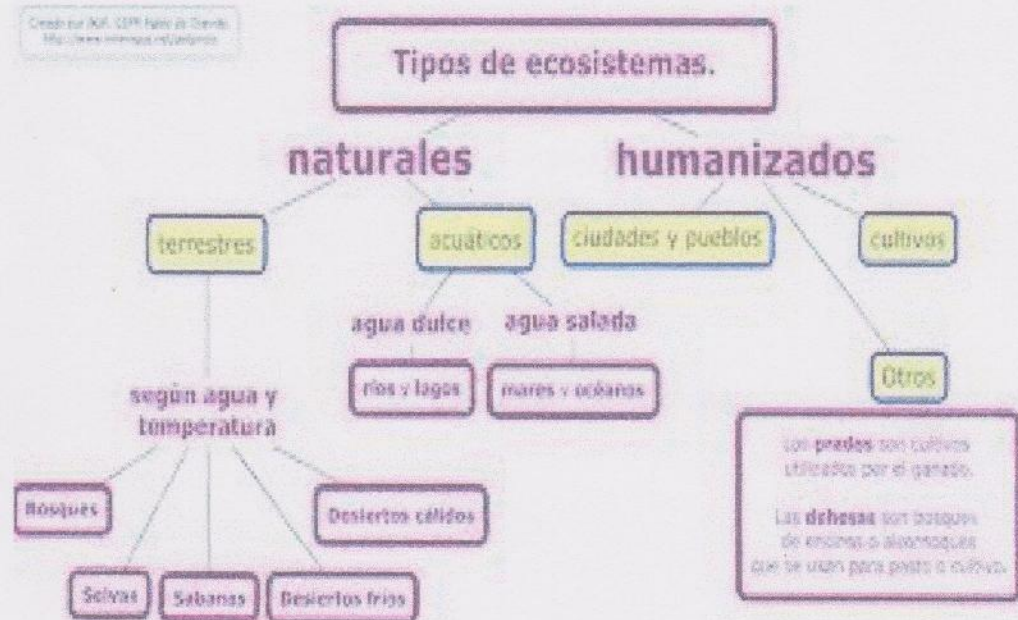 Tipos de ecosistemas.
naturales
humanizados
terrestres
acuáticos
ciudades y pueblos
cultivos
agua dulce
agua salada
Otros
ríos y lagos
mares y océanos
según agua y
temperatura
Los prados son cultivos
utilizados por el ganado.
Las dehesas son bosques
de encinas o alcornoques
que se usan para pasto o cultivo.
Bosques
Desiertos cálidos
Selvas
Sabanas
Desiertos fríos